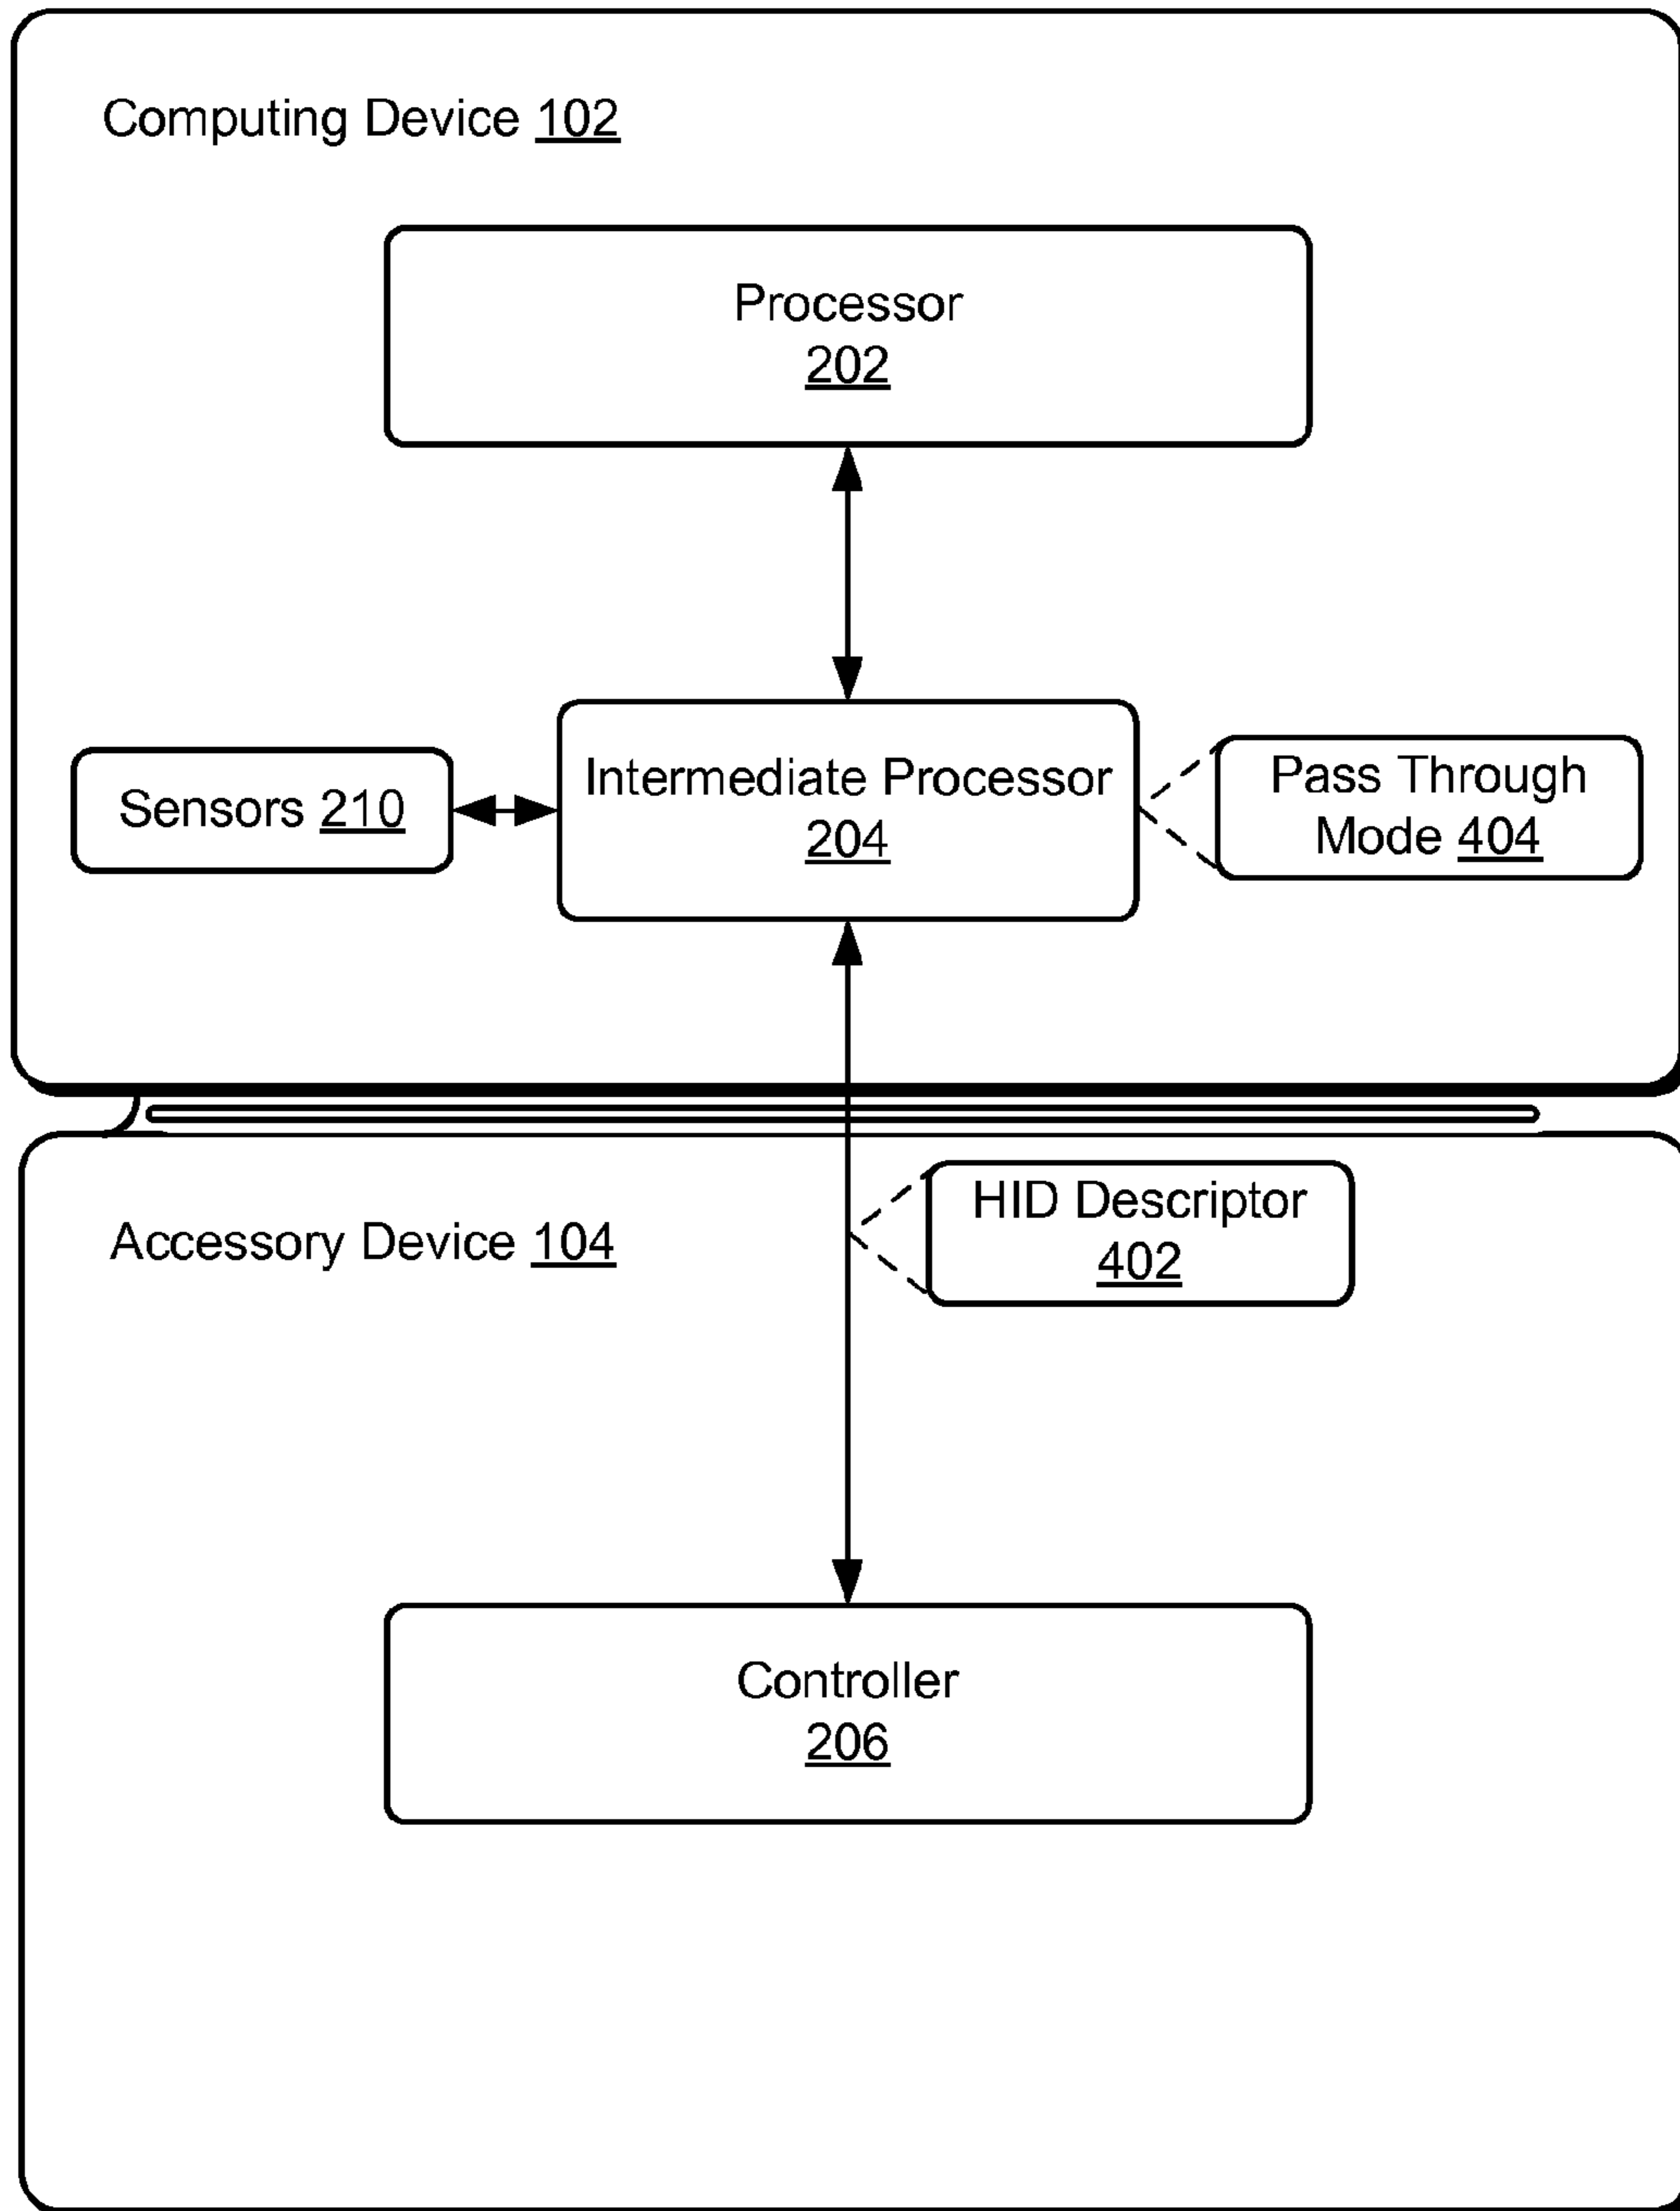 Computing Device 102
Processor
202
Sensors 210
Intermediate Processor
204
Pass Through
Mode 404
HID Descriptor
402
Accessory Device 104
Controller
206